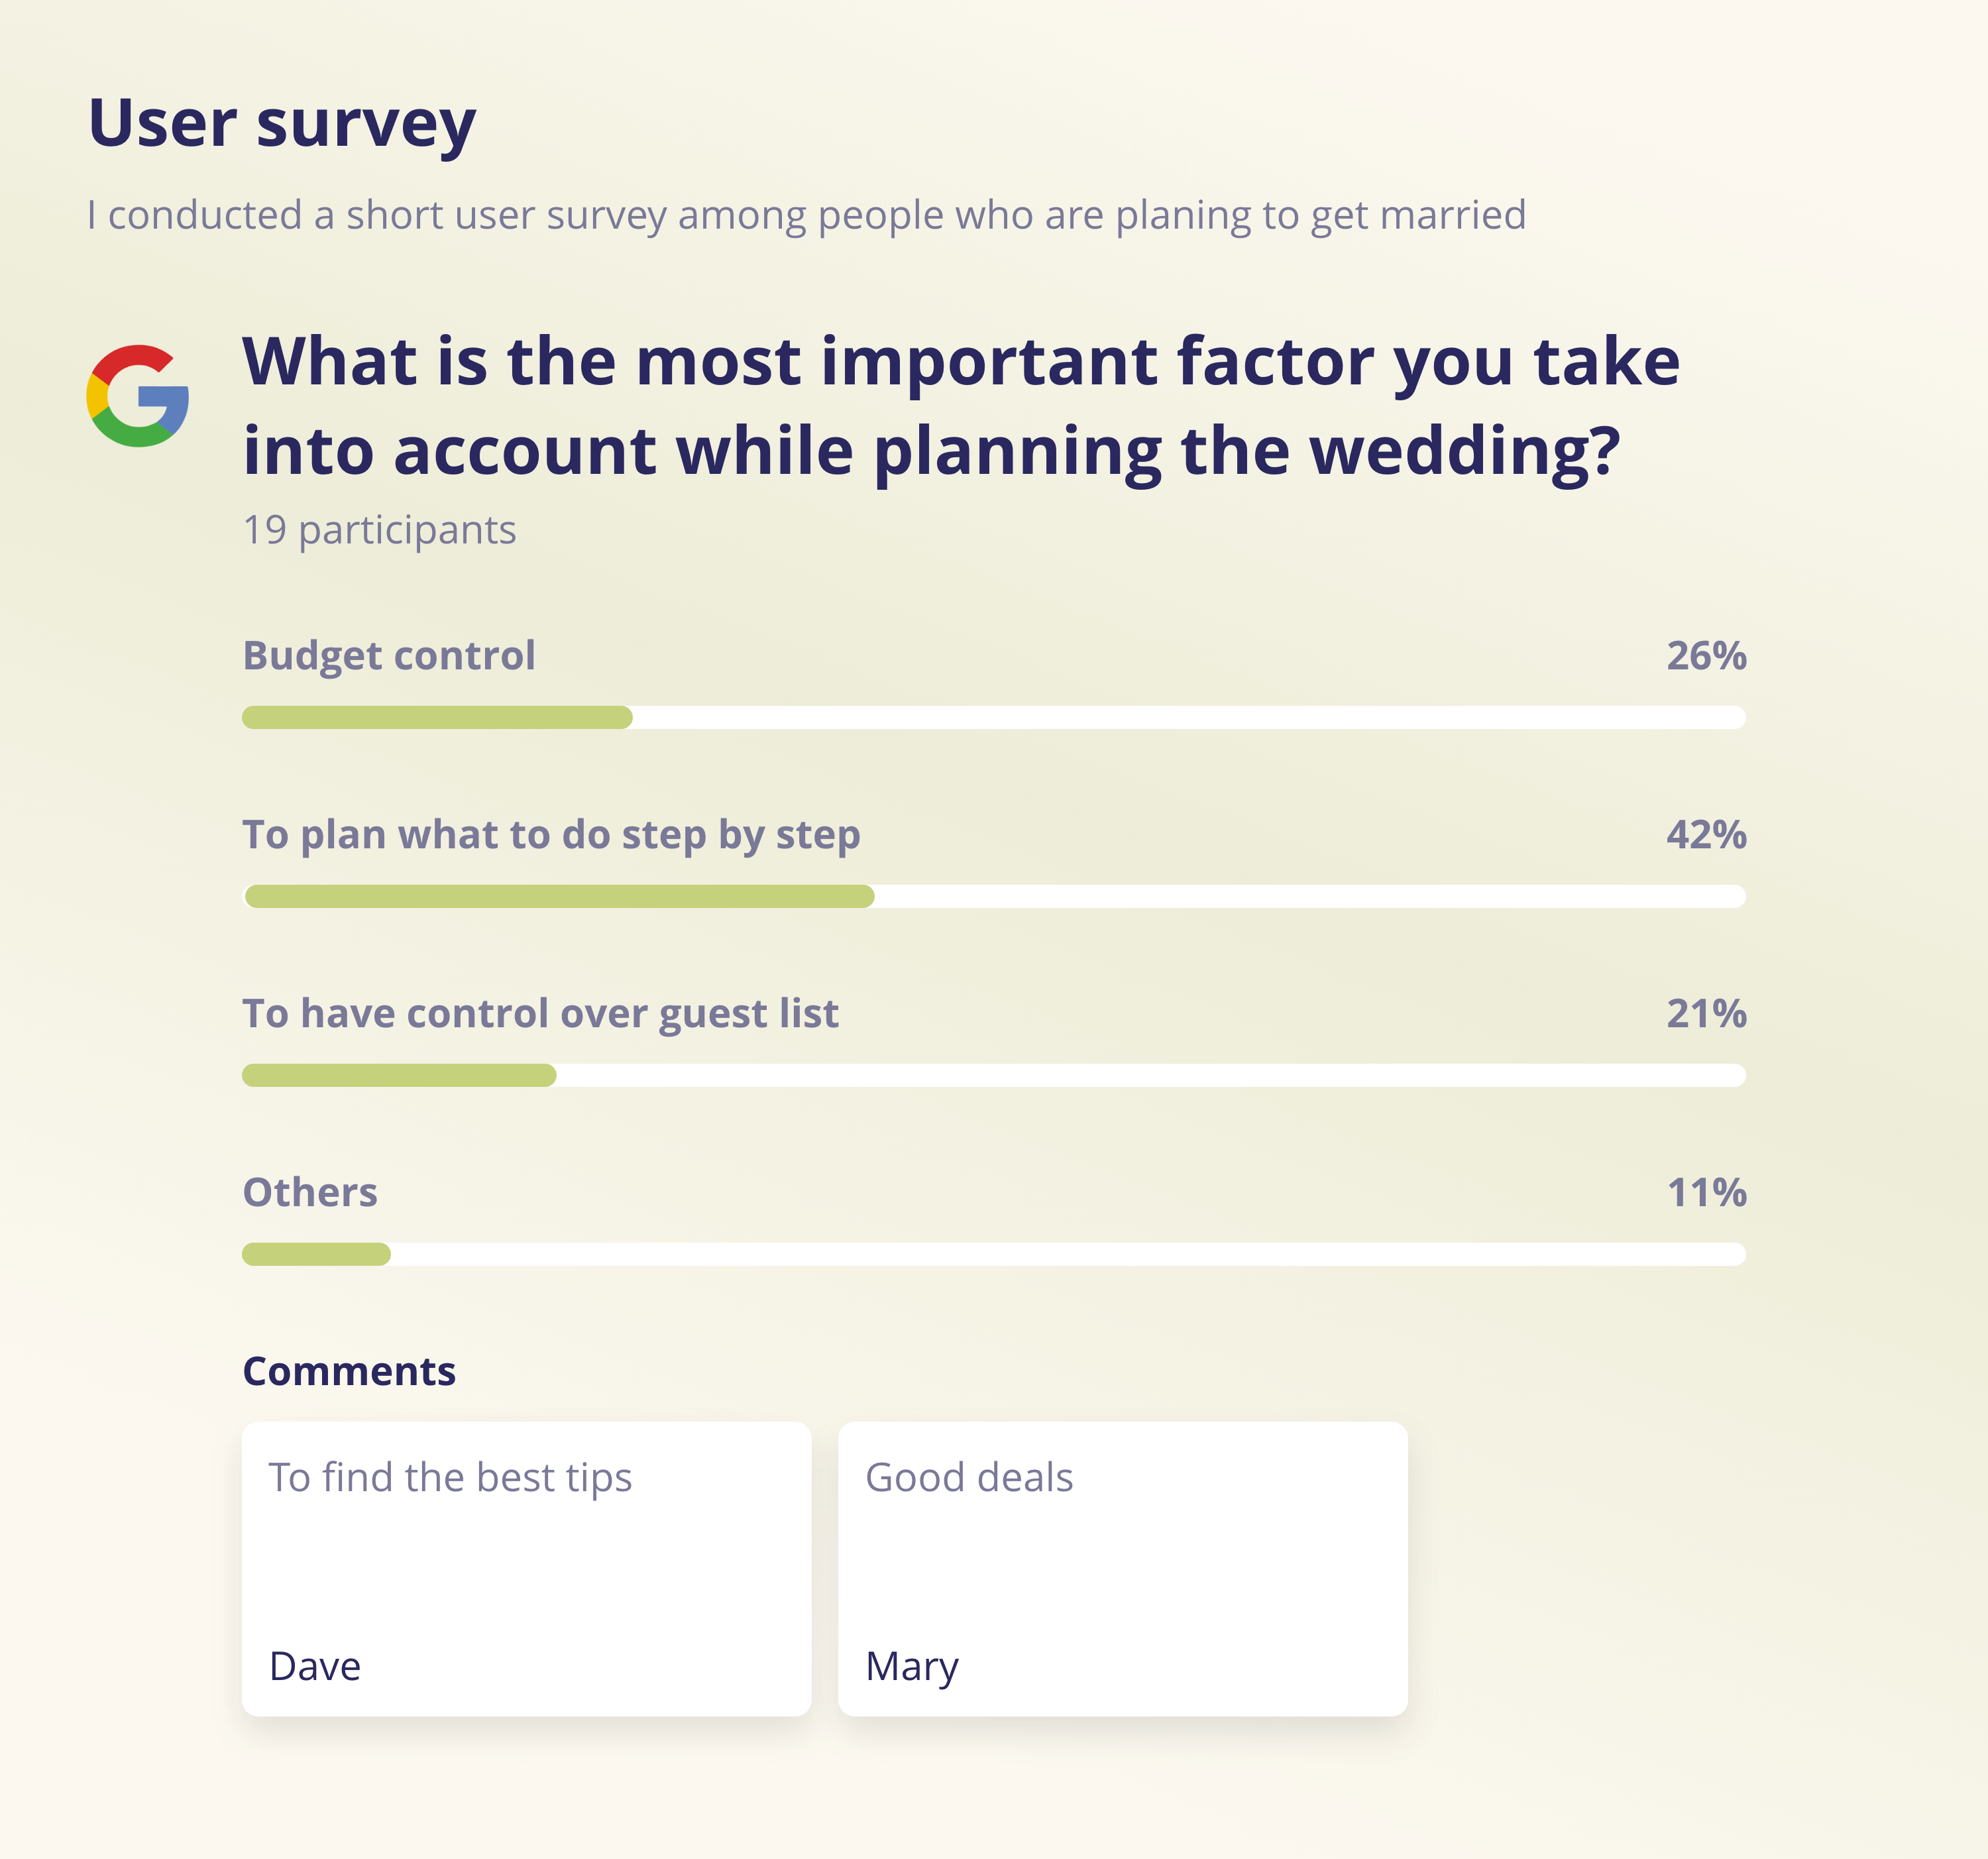 User survey
I conducted a short user survey among people who are planing to get married
What is the most important factor you take
into account while planning the wedding?
19 participants
Budget control 26%
To plan what to do step by step 42%
To have control over guest list 21%
Others 11%
Comments
To find the best tips
Dave
Good deals
Mary